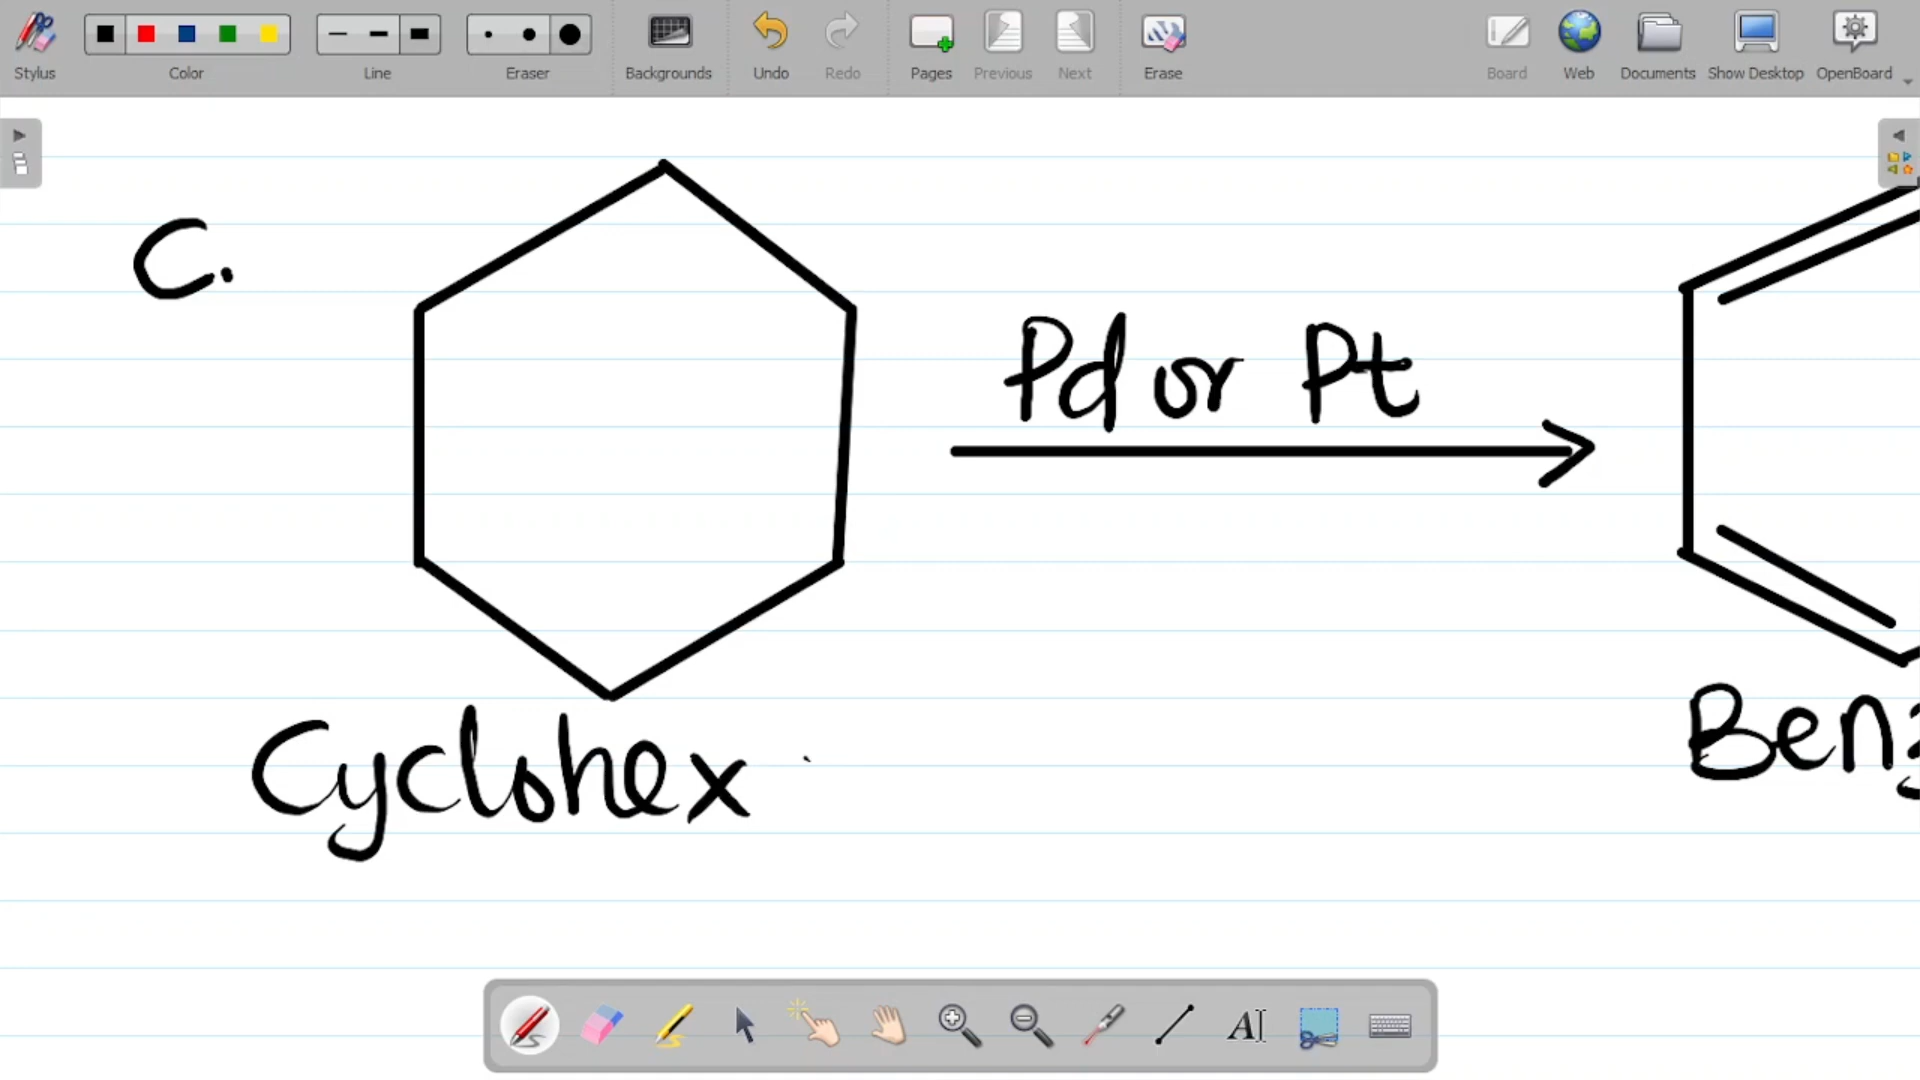 Stylus Color Line Eraser Backgrounds Undo Redo Pages Previous Next Erase Board Web Documents Show Desktop OpenBoard
C.
Pd or Pt
Cyclohex
Benz